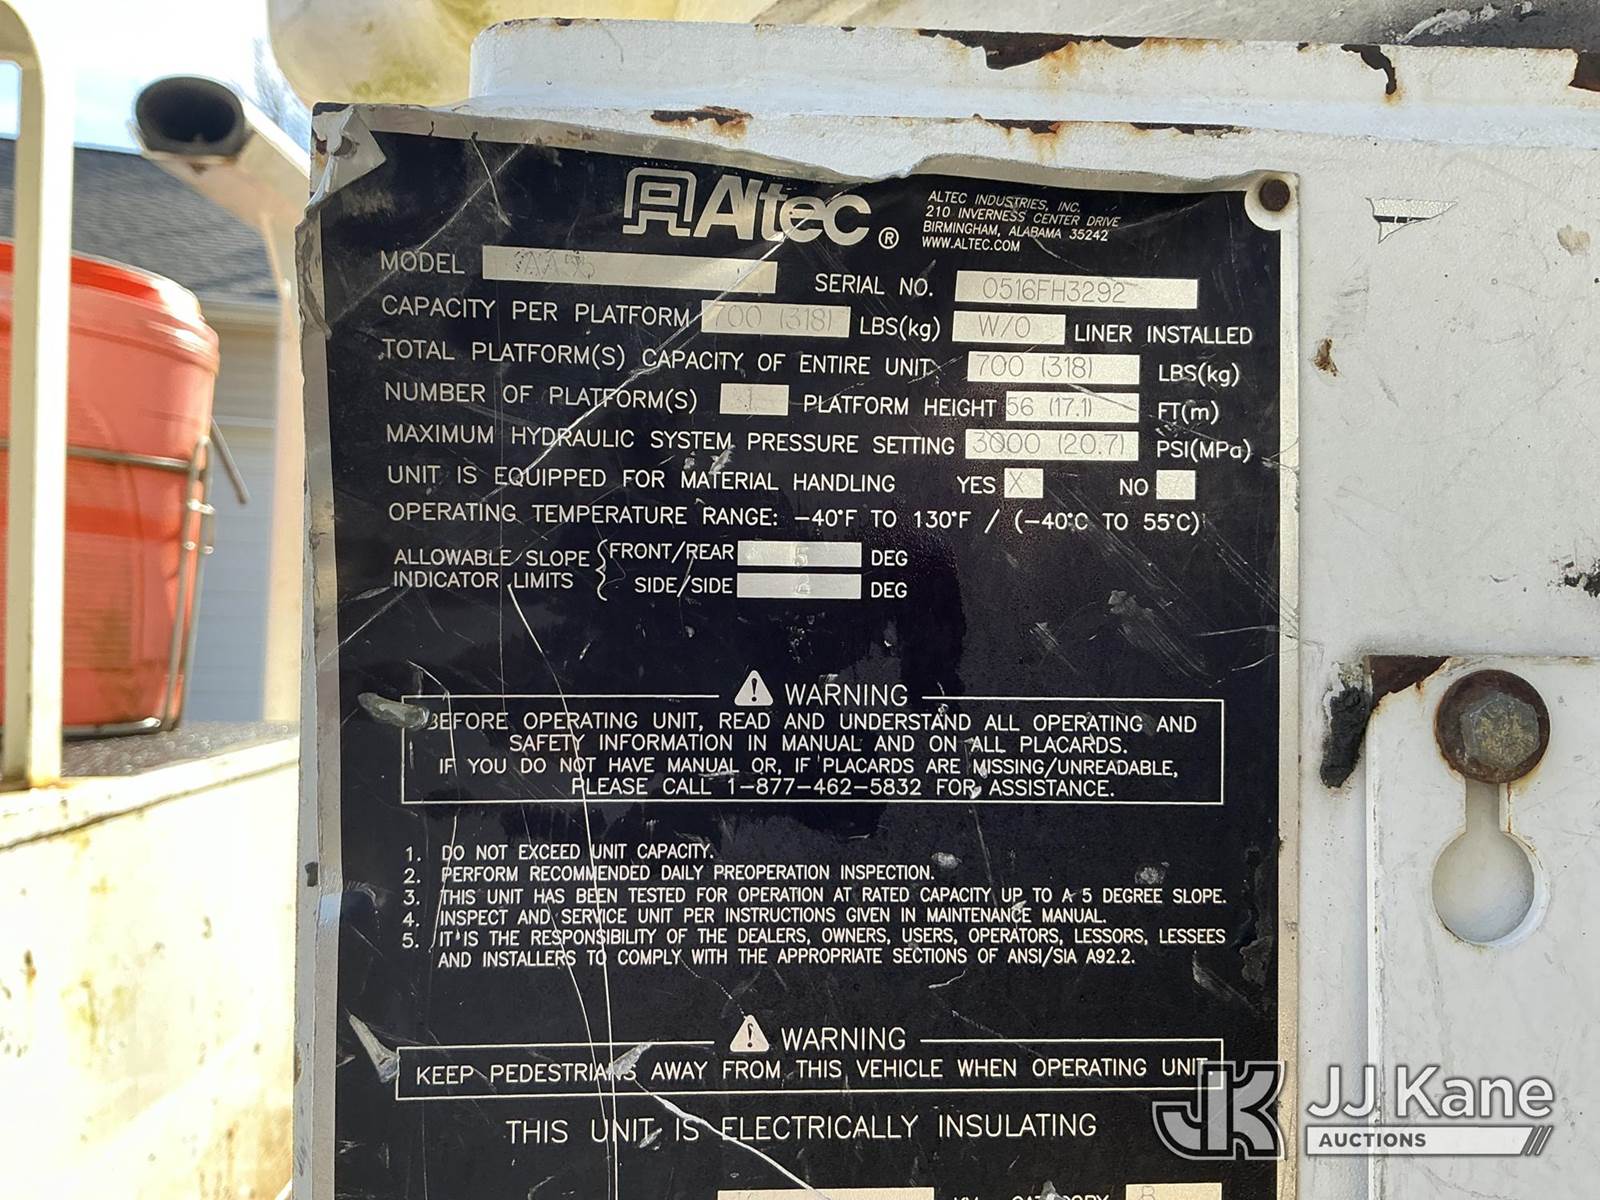 Altec ®
ALTEC INDUSTRIES, INC.
210 INVERNESS CENTER DRIVE
BIRMINGHAM, ALABAMA 35242
WWW.ALTEC.COM
MODEL
SERIAL NO. 0516FH3292
CAPACITY PER PLATFORM 700 (318) LBS(kg) W/O LINER INSTALLED
TOTAL PLATFORM(S) CAPACITY OF ENTIRE UNIT 700 (318) LBS(kg)
NUMBER OF PLATFORM(S) 1 PLATFORM HEIGHT 56 (17.1) FT(m)
MAXIMUM HYDRAULIC SYSTEM PRESSURE SETTING 3000 (20.7) PSI(MPa)
UNIT IS EQUIPPED FOR MATERIAL HANDLING YES X NO
OPERATING TEMPERATURE RANGE: -40°F TO 130°F / (-40°C TO 55°C)
ALLOWABLE SLOPE INDICATOR LIMITS
FRONT/REAR 5 DEG
SIDE/SIDE DEG
WARNING
BEFORE OPERATING UNIT, READ AND UNDERSTAND ALL OPERATING AND
SAFETY INFORMATION IN MANUAL AND ON ALL PLACARDS.
IF YOU DO NOT HAVE MANUAL OR, IF PLACARDS ARE MISSING/UNREADABLE,
PLEASE CALL 1-877-462-5832 FOR ASSISTANCE.
1. DO NOT EXCEED UNIT CAPACITY.
2. PERFORM RECOMMENDED DAILY PREOPERATION INSPECTION.
3. THIS UNIT HAS BEEN TESTED FOR OPERATION AT RATED CAPACITY UP TO A 5 DEGREE SLOPE.
4. INSPECT AND SERVICE UNIT PER INSTRUCTIONS GIVEN IN MAINTENANCE MANUAL.
5. IT IS THE RESPONSIBILITY OF THE DEALERS, OWNERS, USERS, OPERATORS, LESSORS, LESSEES
AND INSTALLERS TO COMPLY WITH THE APPROPRIATE SECTIONS OF ANSI/SIA A92.2.
WARNING
KEEP PEDESTRIANS AWAY FROM THIS VEHICLE WHEN OPERATING UNIT
THIS UNIT IS ELECTRICALLY INSULATING
KV CATEGORY B
JK JJ Kane
AUCTIONS